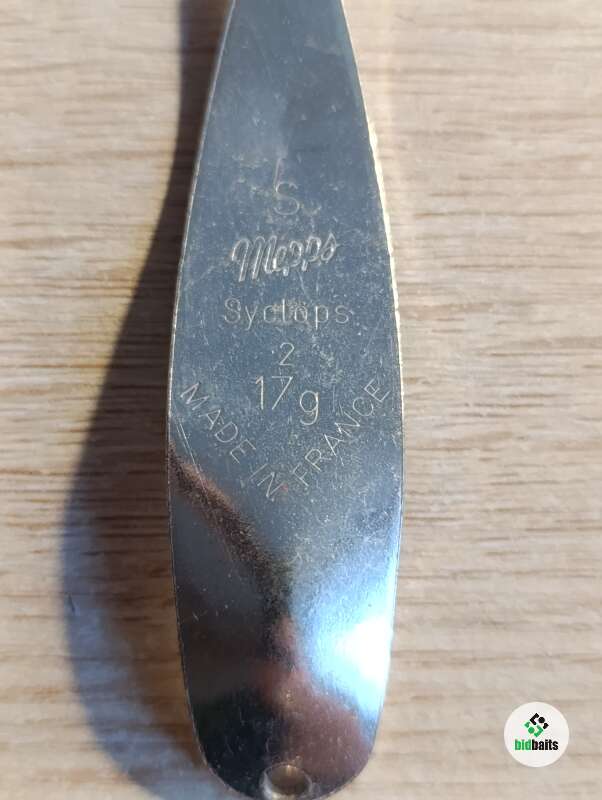 S
Mepps
Syclops
2
17g
MADE IN FRANCE
bidbaits